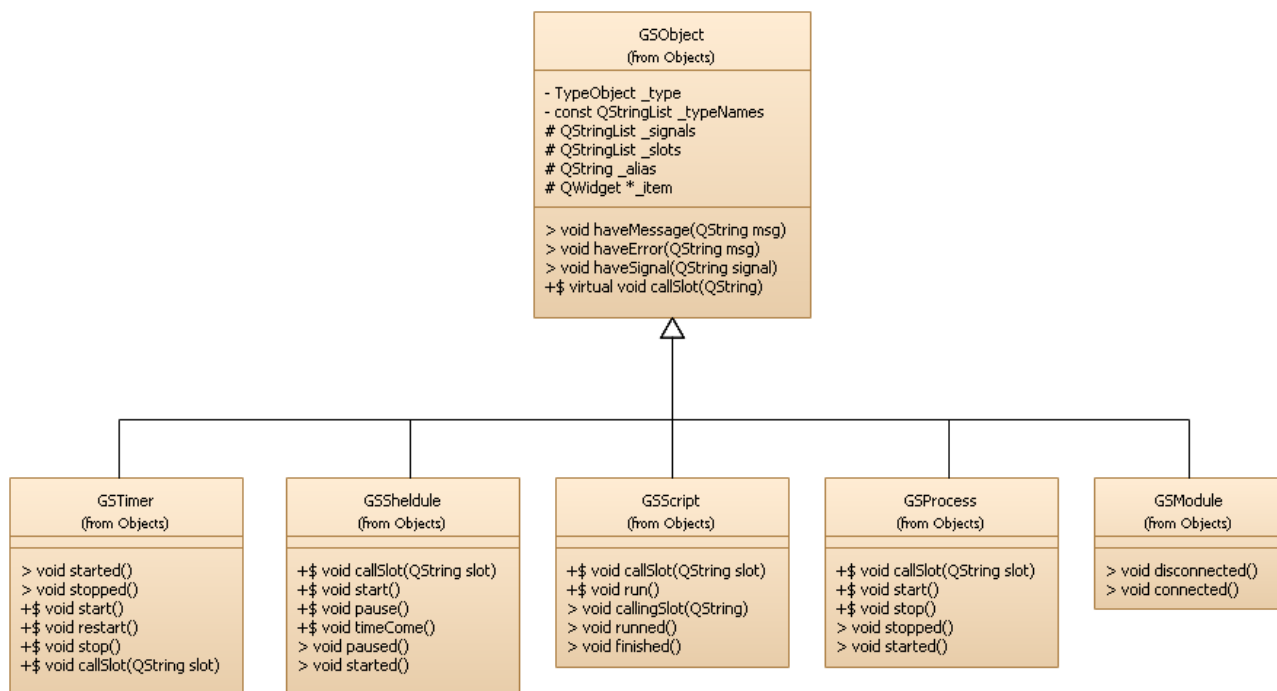 GSObject
(from Objects)
- TypeObject _type
- const QStringList _typeNames
# QStringList _signals
# QStringList _slots
# QString _alias
# QWidget *_item
> void haveMessage(QString msg)
> void haveError(QString msg)
> void haveSignal(QString signal)
+$ virtual void callSlot(QString)
GSTimer
(from Objects)
> void started()
> void stopped()
+$ void start()
+$ void restart()
+$ void stop()
+$ void callSlot(QString slot)
GSSheldule
(from Objects)
+$ void callSlot(QString slot)
+$ void start()
+$ void pause()
+$ void timeCome()
> void paused()
> void started()
GSScript
(from Objects)
+$ void callSlot(QString slot)
+$ void run()
> void callingSlot(QString)
> void runned()
> void finished()
GSProcess
(from Objects)
+$ void callSlot(QString slot)
+$ void start()
+$ void stop()
> void stopped()
> void started()
GSModule
(from Objects)
> void disconnected()
> void connected()